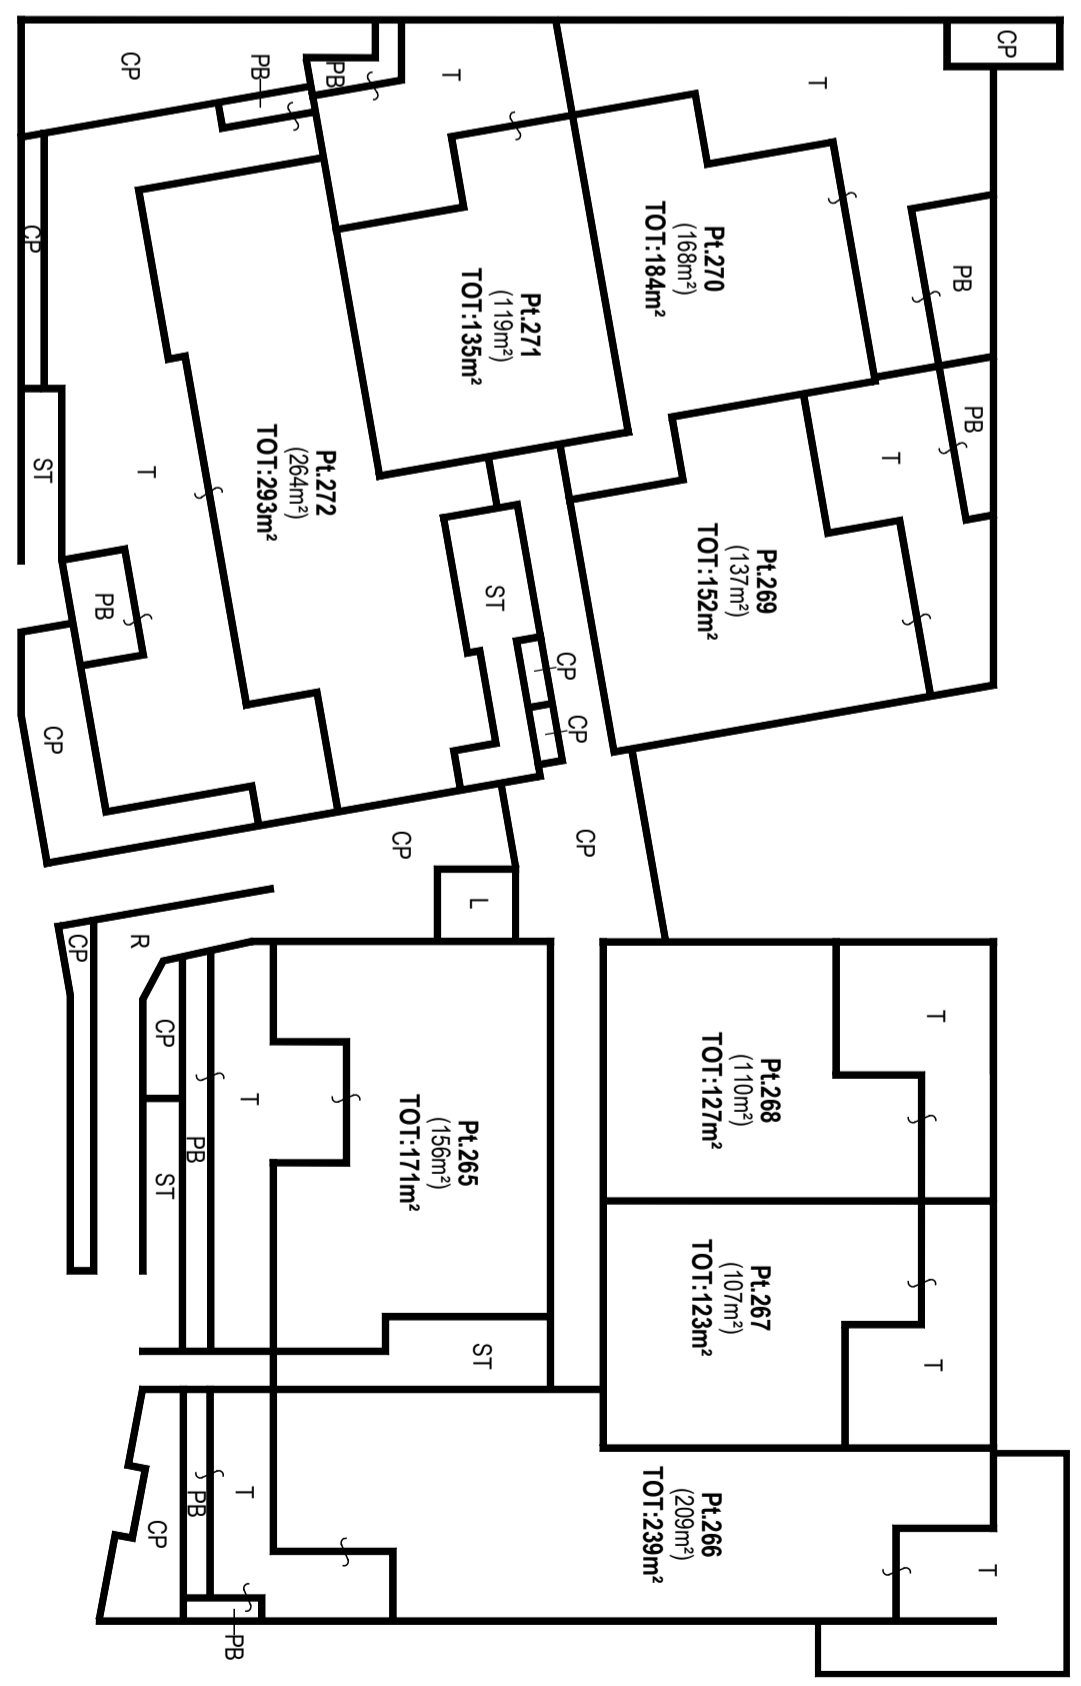 CP
PB
PB
T
T
CP
CP
PB
Pt.270
(168m²)
TOT:184m²
Pt.271
(119m²)
TOT:135m²
PB
ST
T
Pt.272
(264m²)
TOT:293m²
T
Pt.269
(137m²)
TOT:152m²
ST
PB
CP
CP
CP
CP
CP
L
CP
R
CP
T
Pt.268
(110m²)
TOT:127m²
T
Pt.265
(156m²)
TOT:171m²
PB
ST
Pt.267
(107m²)
TOT:123m²
T
ST
PB
T
CP
Pt.266
(209m²)
TOT:239m²
T
PB